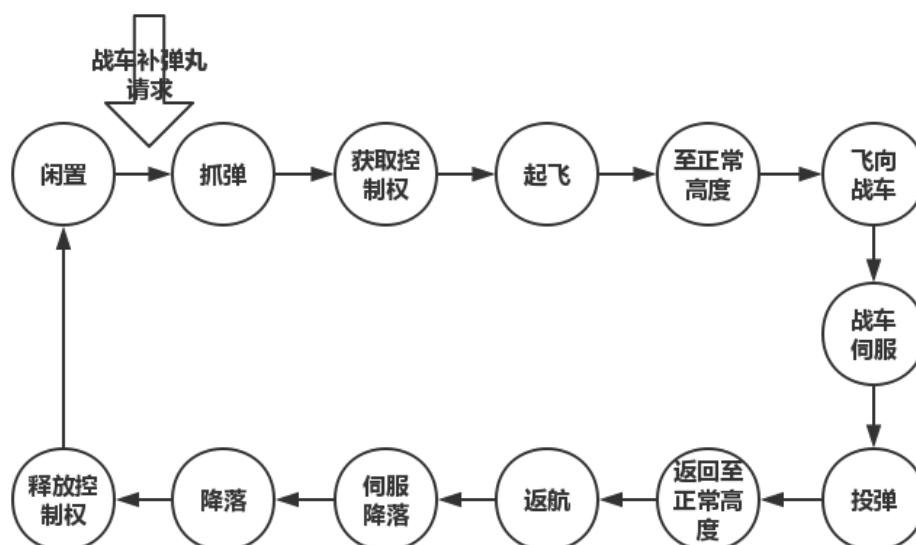 战车补弹丸
请求
闲置
抓弹
获取控
制权
起飞
至正常
高度
飞向
战车
战车
伺服
投弹
返回至
正常高
度
返航
伺服
降落
降落
释放控
制权